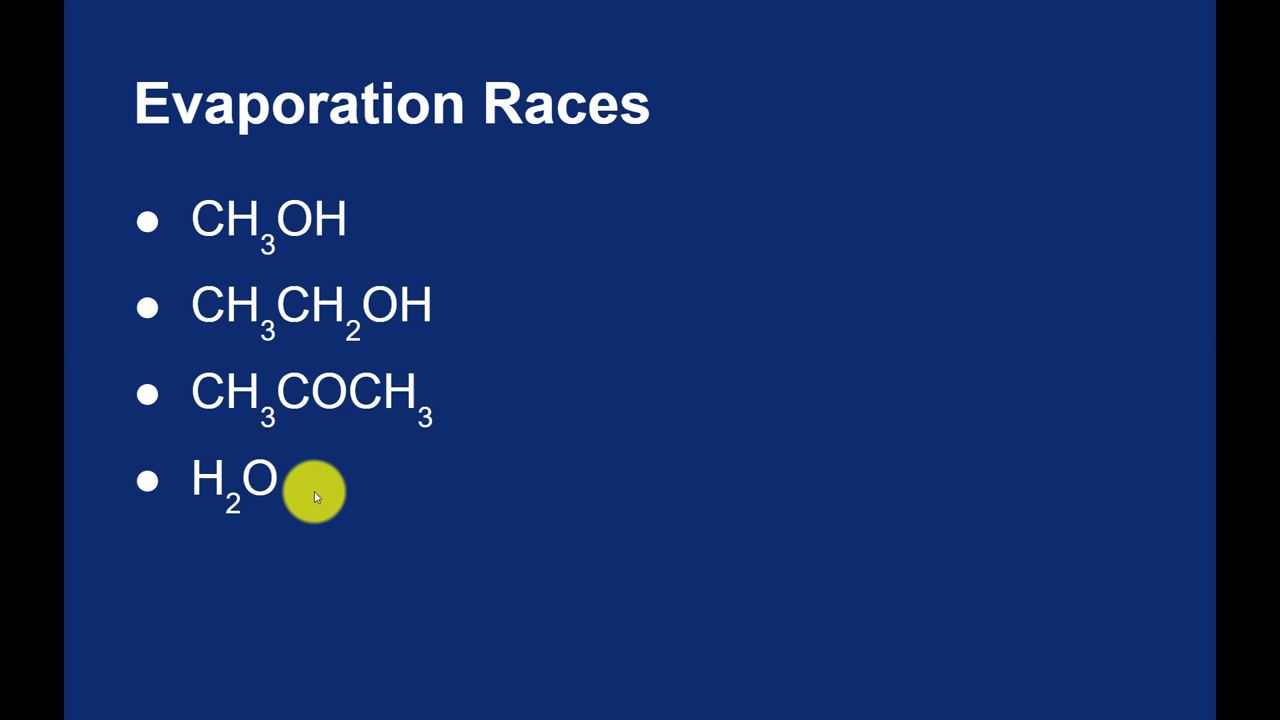 Evaporation Races
● CH₃OH
● CH₃CH₂OH
● CH₃COCH₃
● H₂O